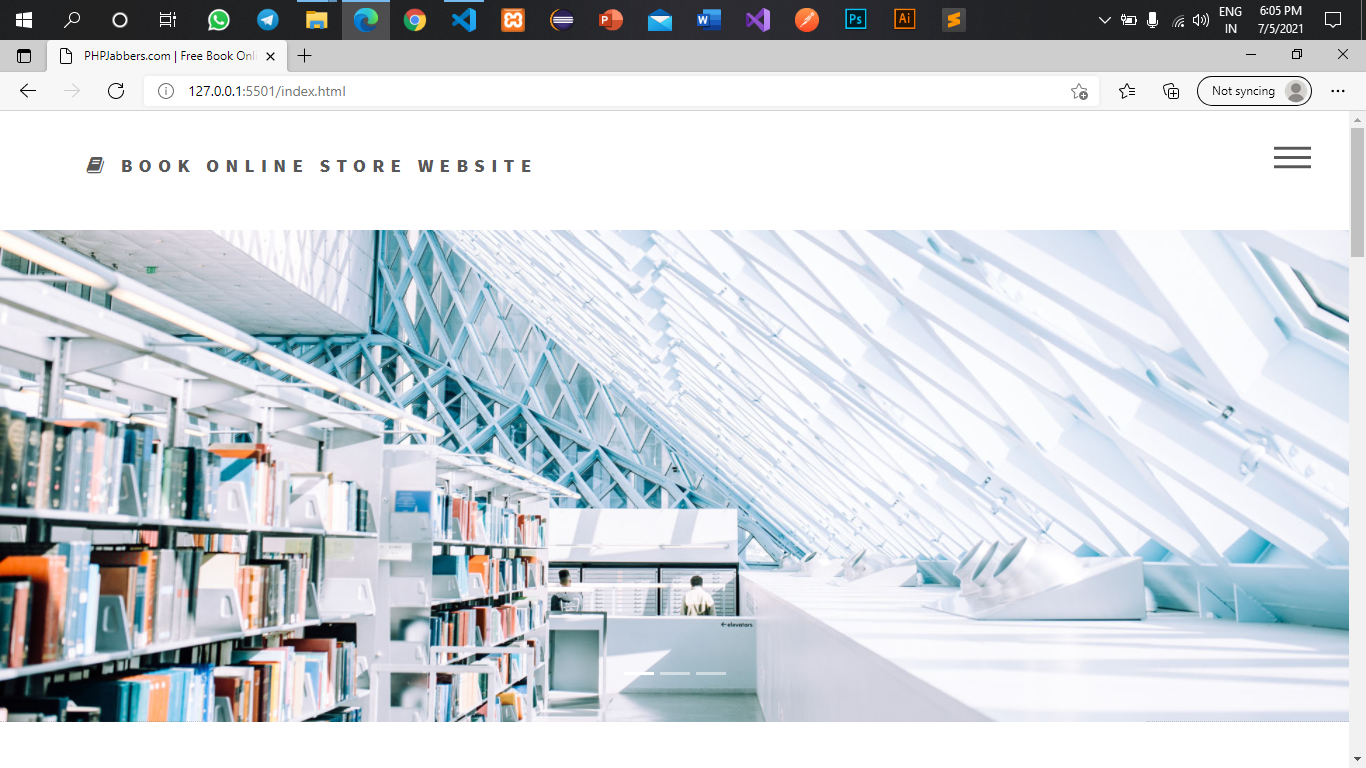 ENG
IN
6:05 PM
7/5/2021
PHPJabbers.com | Free Book Onli
127.0.0.1:5501/index.html
Not syncing
BOOK ONLINE STORE WEBSITE
←elevators